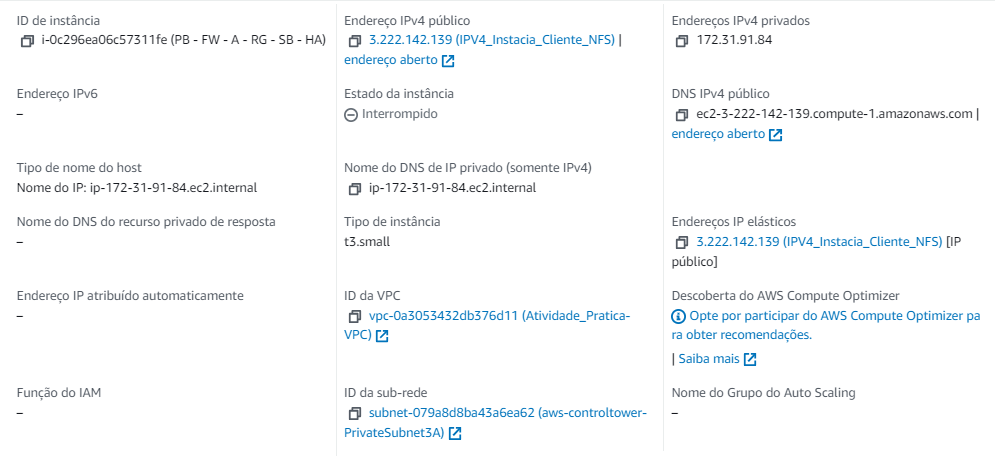 ID de instância
i-0c296ea06c57311fe (PB - FW - A - RG - SB - HA)
Endereço IPv4 público
3.222.142.139 (IPV4_Instacia_Cliente_NFS) |
endereço aberto
Endereços IPv4 privados
172.31.91.84
Endereço IPv6
–
Estado da instância
Interrompido
DNS IPv4 público
ec2-3-222-142-139.compute-1.amazonaws.com |
endereço aberto
Tipo de nome do host
Nome do IP: ip-172-31-91-84.ec2.internal
Nome do DNS de IP privado (somente IPv4)
ip-172-31-91-84.ec2.internal
Nome do DNS do recurso privado de resposta
–
Tipo de instância
t3.small
Endereços IP elásticos
3.222.142.139 (IPV4_Instacia_Cliente_NFS) [IP
público]
Endereço IP atribuído automaticamente
–
ID da VPC
vpc-0a3053432db376d11 (Atividade_Pratica-
VPC)
Descoberta do AWS Compute Optimizer
Opte por participar do AWS Compute Optimizer pa
ra obter recomendações.
| Saiba mais
Função do IAM
–
ID da sub-rede
subnet-079a8d8ba43a6ea62 (aws-controltower-
PrivateSubnet3A)
Nome do Grupo do Auto Scaling
–